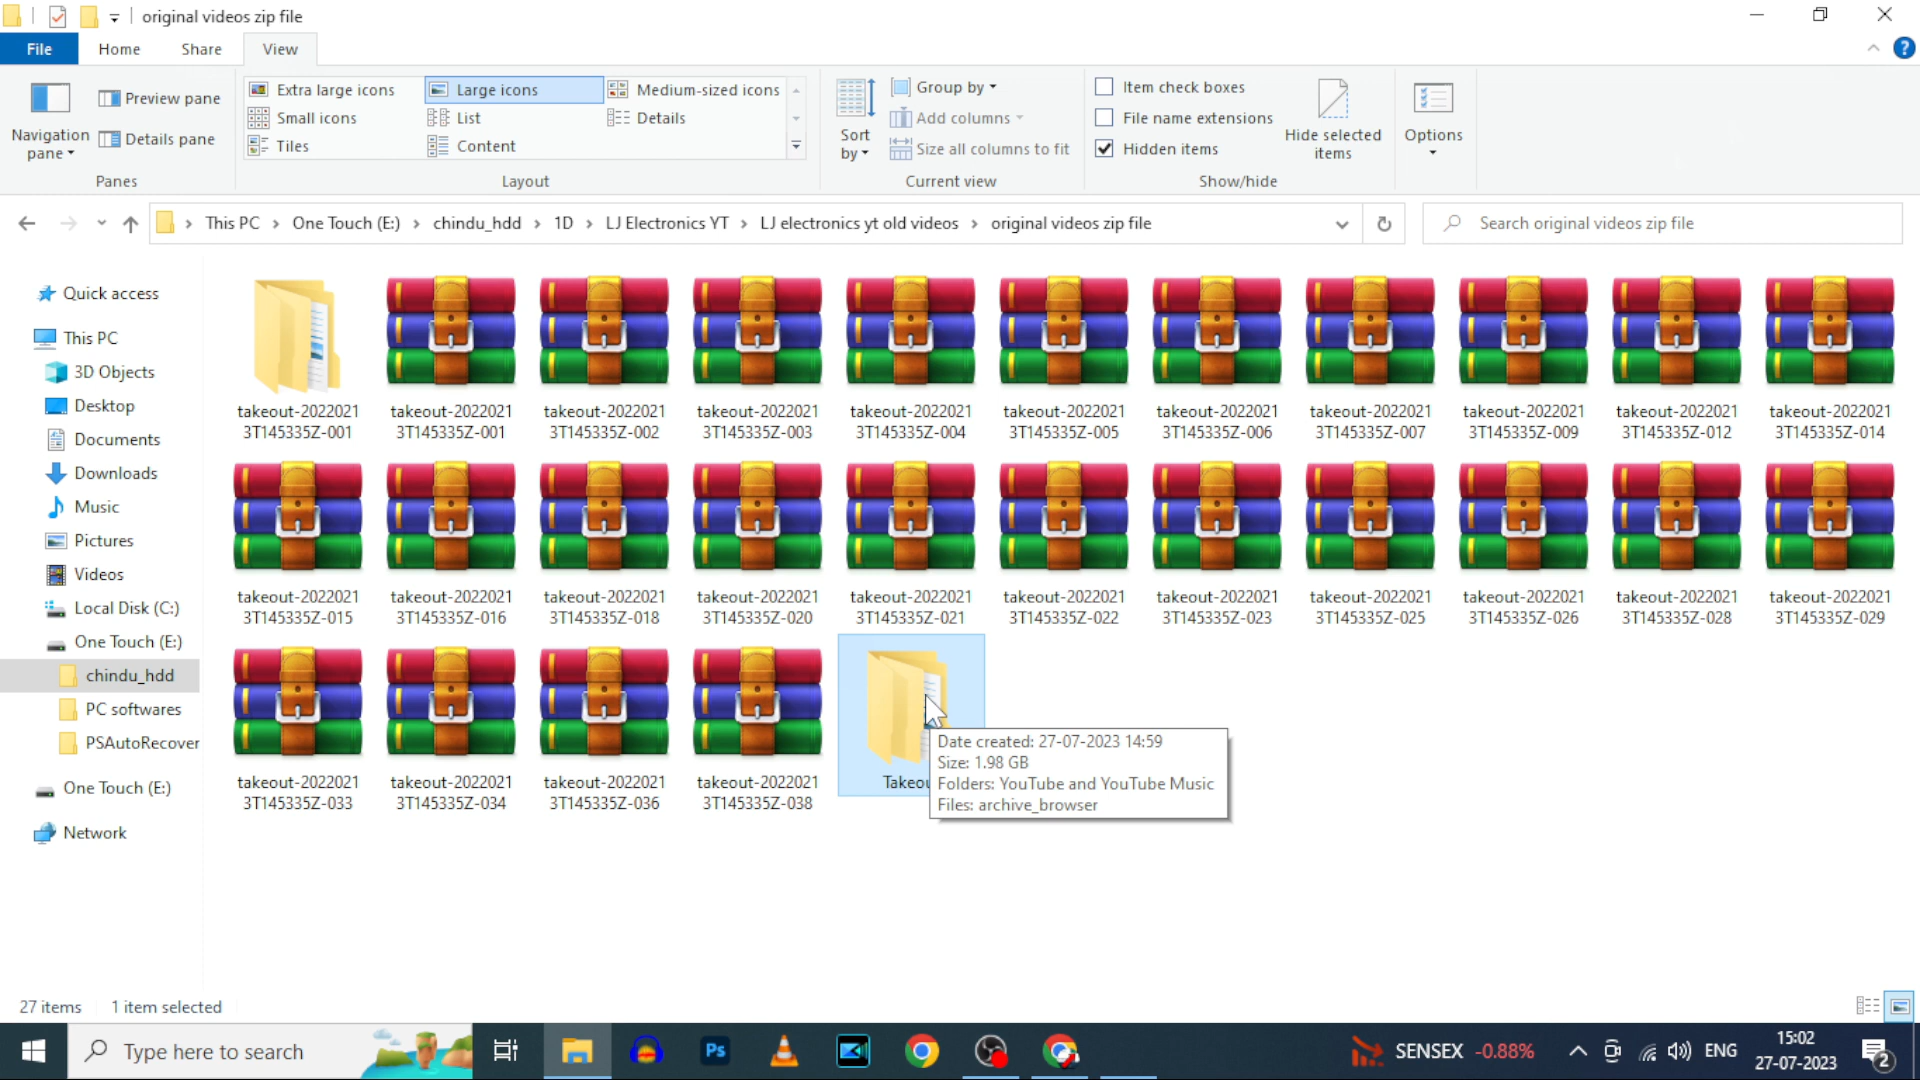 original videos zip file
File Home Share View
Navigation pane
Preview pane
Details pane
Panes
Extra large icons Large icons Medium-sized icons
Small icons List Details
Tiles Content
Layout
Sort by
Group by
Add columns
Size all columns to fit
Current view
Item check boxes
File name extensions
Hidden items
Hide selected items
Show/hide
Options
This PC > One Touch (E:) > chindu_hdd > 1D > LJ Electronics YT > LJ electronics yt old videos > original videos zip file
Search original videos zip file
Quick access
This PC
3D Objects
Desktop
Documents
Downloads
Music
Pictures
Videos
Local Disk (C:)
One Touch (E:)
chindu_hdd
PC softwares
PSAutoRecover
One Touch (E:)
Network
takeout-2022021 takeout-2022021 takeout-2022021 takeout-2022021 takeout-2022021 takeout-2022021 takeout-2022021 takeout-2022021 takeout-2022021 takeout-2022021 takeout-2022021
3T145335Z-001 3T145335Z-001 3T145335Z-002 3T145335Z-003 3T145335Z-004 3T145335Z-005 3T145335Z-006 3T145335Z-007 3T145335Z-009 3T145335Z-012 3T145335Z-014
takeout-2022021 takeout-2022021 takeout-2022021 takeout-2022021 takeout-2022021 takeout-2022021 takeout-2022021 takeout-2022021 takeout-2022021 takeout-2022021 takeout-2022021
3T145335Z-015 3T145335Z-016 3T145335Z-018 3T145335Z-020 3T145335Z-021 3T145335Z-022 3T145335Z-023 3T145335Z-025 3T145335Z-026 3T145335Z-028 3T145335Z-029
takeout-2022021 takeout-2022021 takeout-2022021 takeout-2022021 Takeou
3T145335Z-033 3T145335Z-034 3T145335Z-036 3T145335Z-038
Date created: 27-07-2023 14:59
Size: 1.98 GB
Folders: YouTube and YouTube Music
Files: archive_browser
27 items 1 item selected
Type here to search
Ps
SENSEX -0.88%
ENG
15:02
27-07-2023
2